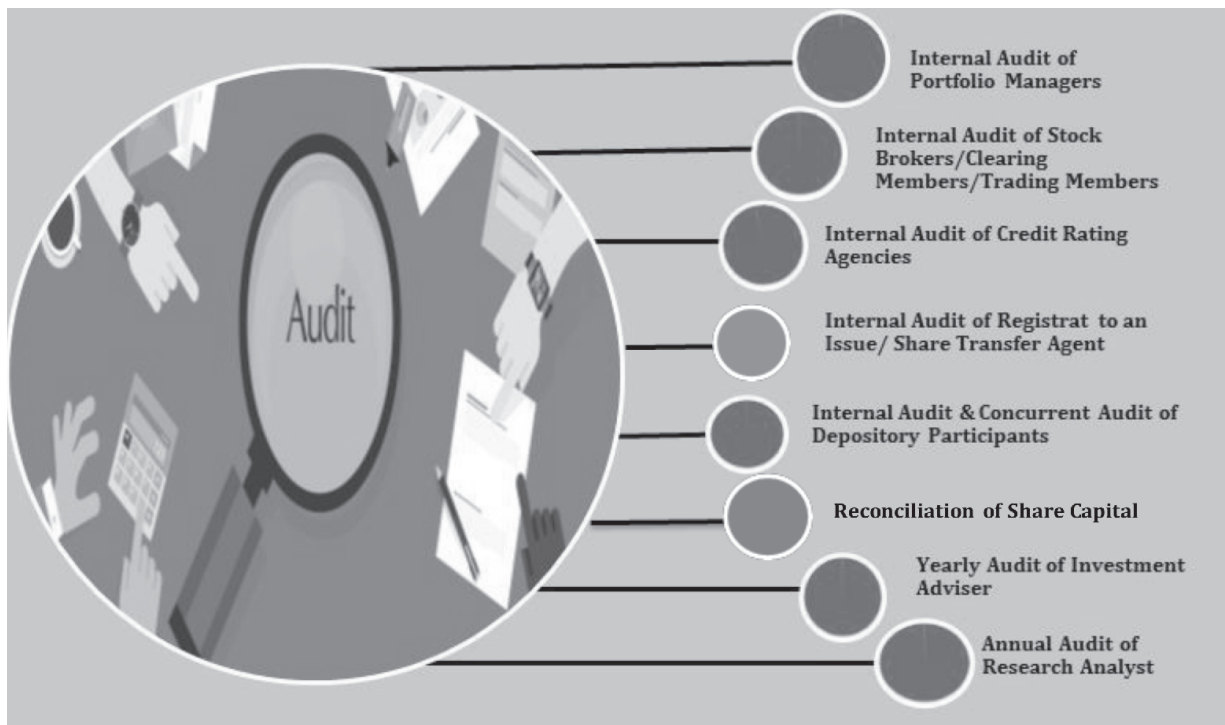 Audit
Internal Audit of
Portfolio Managers
Internal Audit of Stock
Brokers/Clearing
Members/Trading Members
Internal Audit of Credit Rating
Agencies
Internal Audit of Registrat to an
Issue/ Share Transfer Agent
Internal Audit & Concurrent Audit of
Depository Participants
Reconciliation of Share Capital
Yearly Audit of Investment
Adviser
Annual Audit of
Research Analyst